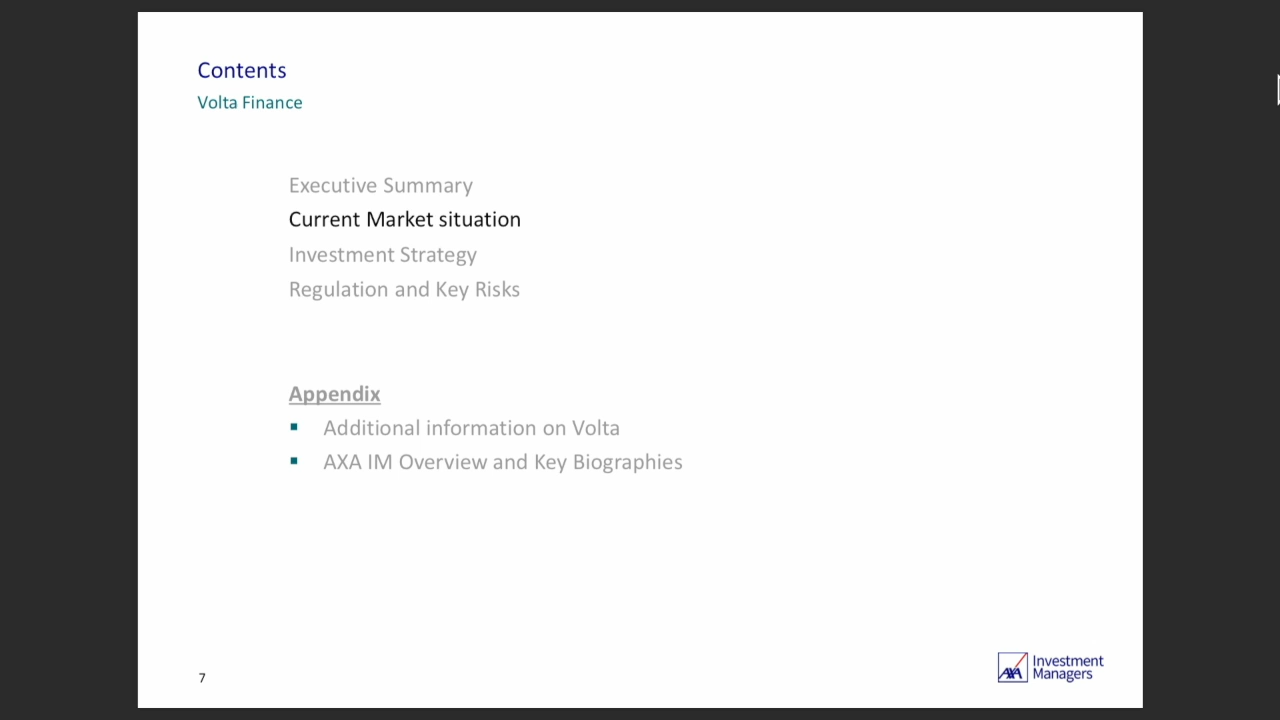 Contents
Volta Finance
Executive Summary
Current Market situation
Investment Strategy
Regulation and Key Risks
Appendix
▪ Additional information on Volta
▪ AXA IM Overview and Key Biographies
7
AXA
Investment
Managers